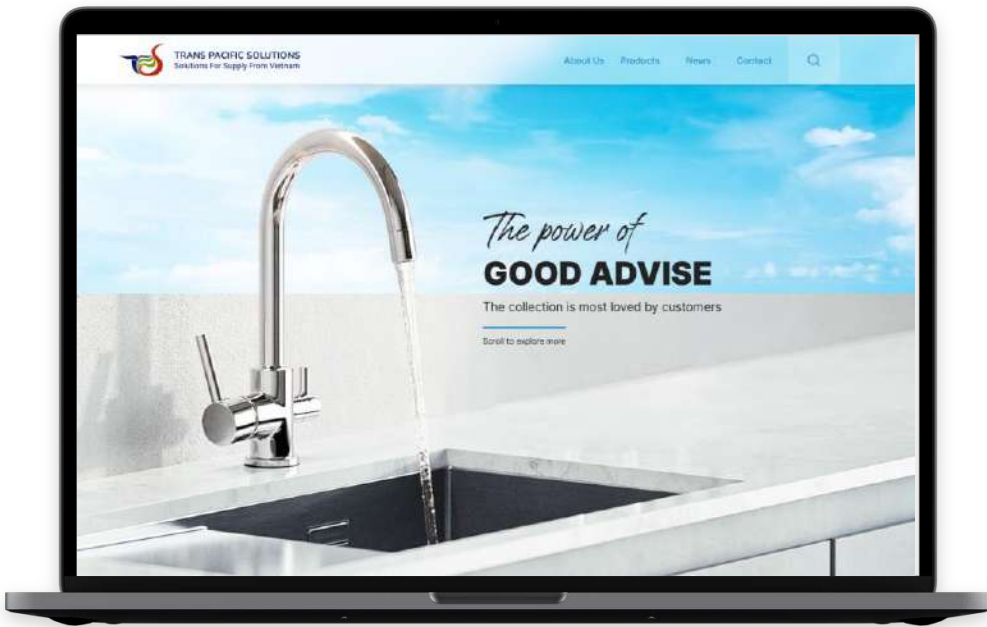 TRANS PACIFIC SOLUTIONS
Solutions For Supply From Vietnam
About Us Products News Contact
The power of
GOOD ADVISE
The collection is most loved by customers
Scroll to explore more